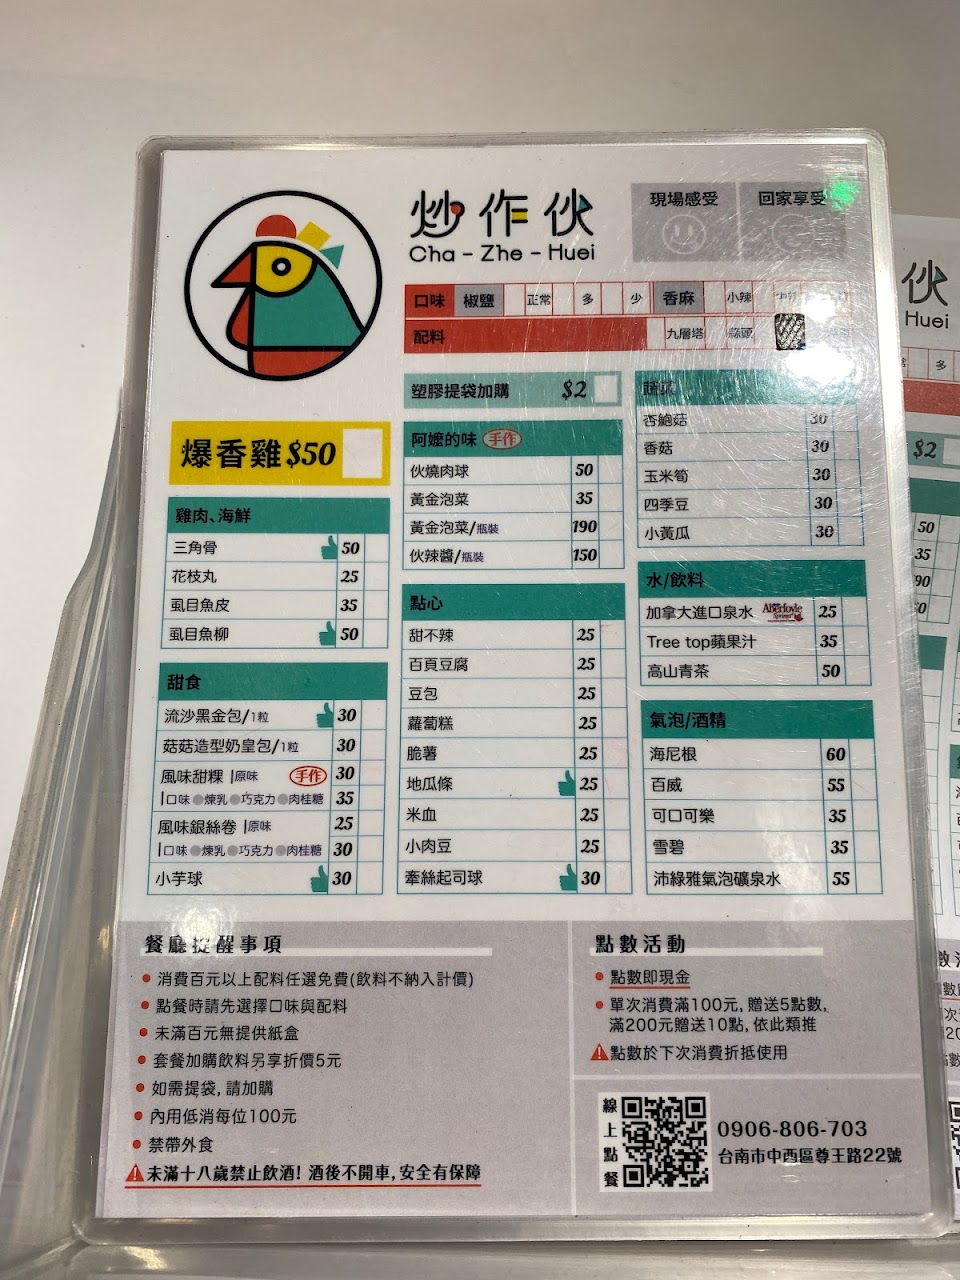 炒作伙
Cha-Zhe-Huei
現場感受 回家享受
口味 椒鹽 正常 多 少 香麻 小辣
配料 九層塔 蒜頭
塑膠提袋加購 $2
爆香雞 $50
雞肉、海鮮
三角骨 50
花枝丸 25
虱目魚皮 35
虱目魚柳 50
甜食
流沙黑金包/1粒 30
菇菇造型奶皇包/1粒 30
風味甜粿 |原味 手作 30
|口味 ●煉乳 ●巧克力 ●肉桂糖 35
風味銀絲卷 |原味 25
|口味 ●煉乳 ●巧克力 ●肉桂糖 30
小芋球 30
阿嬤的味 手作
伙燒肉球 50
黃金泡菜 35
黃金泡菜/瓶裝 190
伙辣醬/瓶裝 150
點心
甜不辣 25
百頁豆腐 25
豆包 25
蘿蔔糕 25
脆薯 25
地瓜條 25
米血 25
小肉豆 25
牽絲起司球 30
蔬菜
杏鮑菇 30
香菇 30
玉米筍 30
四季豆 30
小黃瓜 30
水/飲料
加拿大進口泉水 Aberfoyle Springs 25
Tree top蘋果汁 35
高山青茶 50
氣泡/酒精
海尼根 60
百威 55
可口可樂 35
雪碧 35
沛綠雅氣泡礦泉水 55
餐廳提醒事項
● 消費百元以上配料任選免費(飲料不納入計價)
● 點餐時請先選擇口味與配料
● 未滿百元無提供紙盒
● 套餐加購飲料另享折價5元
● 如需提袋, 請加購
● 內用低消每位100元
● 禁帶外食
未滿十八歲禁止飲酒! 酒後不開車, 安全有保障
點數活動
● 點數即現金
● 單次消費滿100元, 贈送5點數,
滿200元贈送10點, 依此類推
點數於下次消費折抵使用
線上點餐
0906-806-703
台南市中西區尊王路22號
伙
Huei
多
$2
50
35